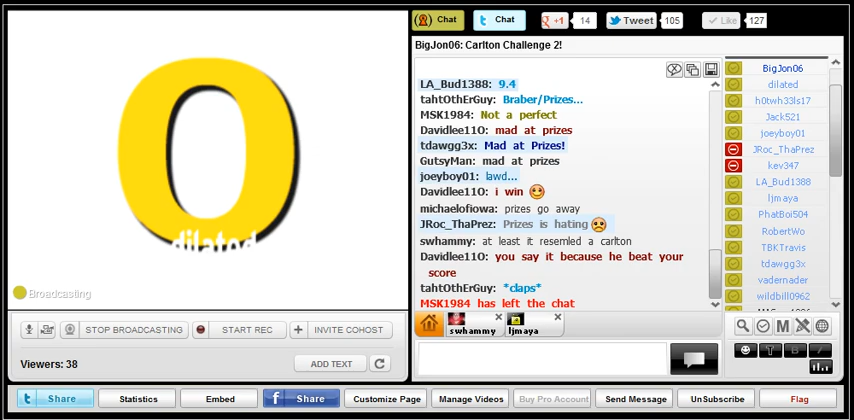 O
dilated
Broadcasting
STOP BROADCASTING
START REC
INVITE COHOST
Viewers: 38
ADD TEXT
Chat
Chat
+1
14
Tweet
105
Like
127
BigJon06: Carlton Challenge 2!
LA_Bud1388: 9.4
tahtOthErGuy: Braber/Prizes...
MSK1984: Not a perfect
Davidlee11O: mad at prizes
tdawgg3x: Mad at Prizes!
GutsyMan: mad at prizes
joeyboy01: lawd...
Davidlee11O: i win
michaelofiowa: prizes go away
JRoc_ThaPrez: Prizes is hating
swhammy: at least it resemled a carlton
Davidlee11O: you say it because he beat your
score
tahtOthErGuy: *claps*
MSK1984 has left the chat
swhammy
ljmaya
BigJon06
dilated
h0twh33ls17
Jack521
joeyboy01
JRoc_ThaPrez
kev347
LA_Bud1388
ljmaya
PhatBoi504
RobertWo
TBKTravis
tdawgg3x
vadernader
wildbill0962
M
T
B
I
Share
Statistics
Embed
Share
Customize Page
Manage Videos
Buy Pro Account
Send Message
UnSubscribe
Flag